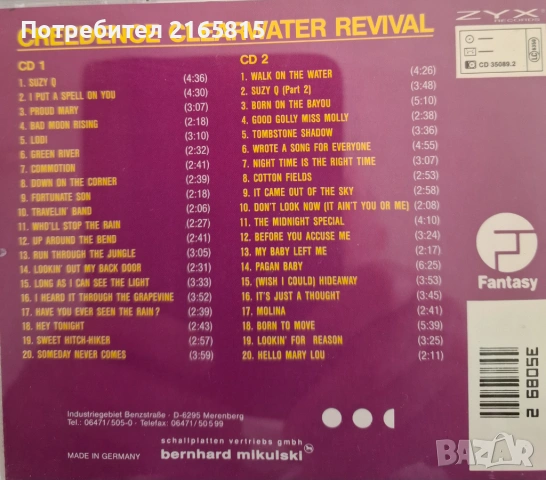 Потребител 2165815
CREEDENCE CLEARWATER REVIVAL
ZYX
RECORDS
CD 35089.2
CD 1
1. SUZY Q (4:36)
2. I PUT A SPELL ON YOU (4:30)
3. PROUD MARY (3:07)
4. BAD MOON RISING (2:18)
5. LODI (3:10)
6. GREEN RIVER (2:32)
7. COMMOTION (2:41)
8. DOWN ON THE CORNER (2:39)
9. FORTUNATE SON (2:18)
10. TRAVELIN' BAND (2:06)
11. WHO'LL STOP THE RAIN (2:27)
12. UP AROUND THE BEND (2:41)
13. RUN THROUGH THE JUNGLE (3:05)
14. LOOKIN' OUT MY BACK DOOR (2:31)
15. LONG AS I CAN SEE THE LIGHT (3:33)
16. I HEARD IT THROUGH THE GRAPEVINE (3:52)
17. HAVE YOU EVER SEEN THE RAIN? (2:39)
18. HEY TONIGHT (2:43)
19. SWEET HITCH-HIKER (2:57)
20. SOMEDAY NEVER COMES (3:59)
CD 2
1. WALK ON THE WATER (4:26)
2. SUZY Q (Part 2) (3:48)
3. BORN ON THE BAYOU (5:10)
4. GOOD GOLLY MISS MOLLY (2:38)
5. TOMBSTONE SHADOW (3:36)
6. WROTE A SONG FOR EVERYONE (4:55)
7. NIGHT TIME IS THE RIGHT TIME (3:07)
8. COTTON FIELDS (2:53)
9. IT CAME OUT OF THE SKY (2:58)
10. DON'T LOOK NOW (IT AIN'T YOU OR ME) (2:08)
11. THE MIDNIGHT SPECIAL (4:10)
12. BEFORE YOU ACCUSE ME (3:24)
13. MY BABY LEFT ME (2:17)
14. PAGAN BABY (6:25)
15. (WISH I COULD) HIDEAWAY (3:53)
16. IT'S JUST A THOUGHT (3:45)
17. MOLINA (2:41)
18. BORN TO MOVE (5:39)
19. LOOKIN' FOR REASON (3:25)
20. HELLO MARY LOU (2:11)
Fantasy
35089 2
Industriegebiet Benzstraße · D-6295 Merenberg
Tel.: 06471/505-0 · Telefax: 06471/50599
schallplatten vertriebs gmbh
bernhard mikulski
MADE IN GERMANY
BAZAR